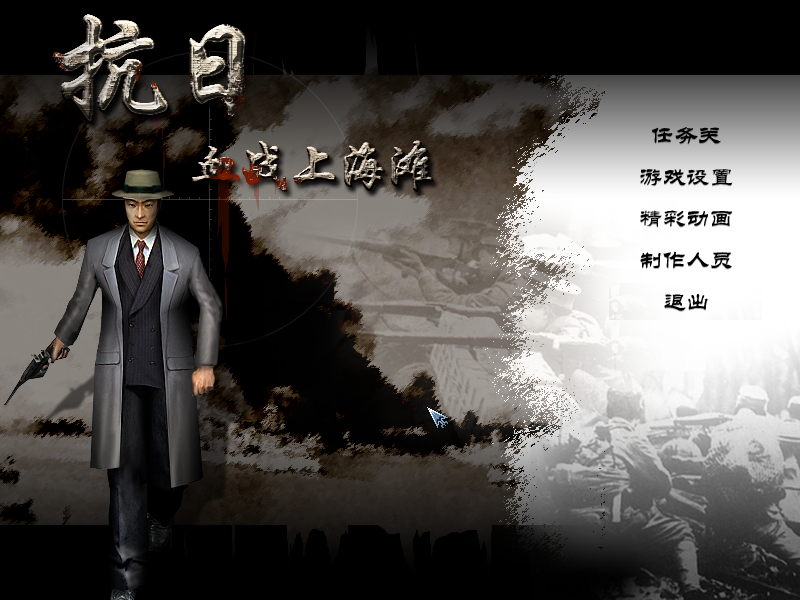 抗日
血战上海滩
任务关
游戏设置
精彩动画
制作人员
退出